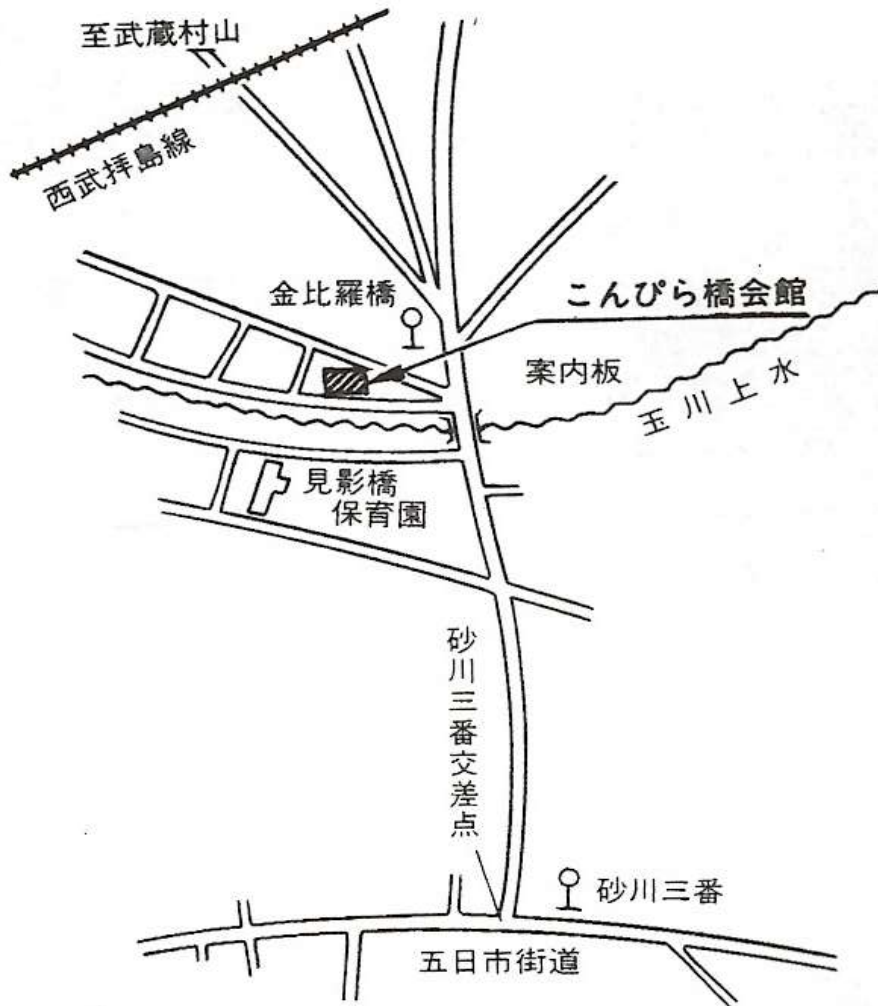 至武蔵村山
西武拝島線
金比羅橋
こんぴら橋会館
案内板
玉川上水
見影橋
保育園
砂川三番交差点
砂川三番
五日市街道